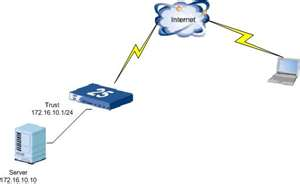 Internet
25
Trust
172.16.10.1/24
Server
172.16.10.10